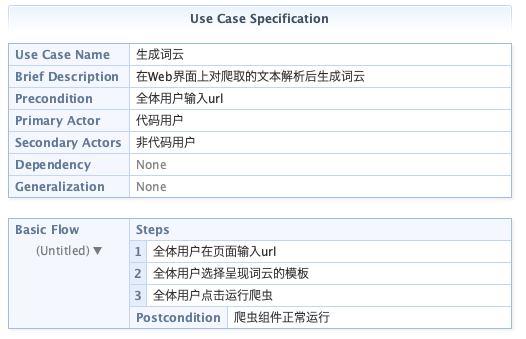 Use Case Specification
Use Case Name 生成词云
Brief Description 在Web界面上对爬取的文本解析后生成词云
Precondition 全体用户输入url
Primary Actor 代码用户
Secondary Actors 非代码用户
Dependency None
Generalization None
Basic Flow Steps
(Untitled) ▼ 1 全体用户在页面输入url
2 全体用户选择呈现词云的模板
3 全体用户点击运行爬虫
Postcondition 爬虫组件正常运行